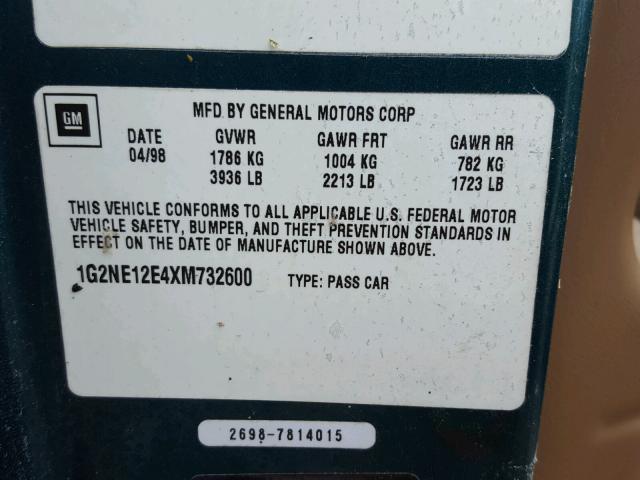 GM
MFD BY GENERAL MOTORS CORP
DATE GVWR GAWR FRT GAWR RR
04/98 1786 KG 1004 KG 782 KG
3936 LB 2213 LB 1723 LB
THIS VEHICLE CONFORMS TO ALL APPLICABLE U.S. FEDERAL MOTOR
VEHICLE SAFETY, BUMPER, AND THEFT PREVENTION STANDARDS IN
EFFECT ON THE DATE OF MANUFACTURE SHOWN ABOVE.
1G2NE12E4XM732600 TYPE: PASS CAR
2698-7814015